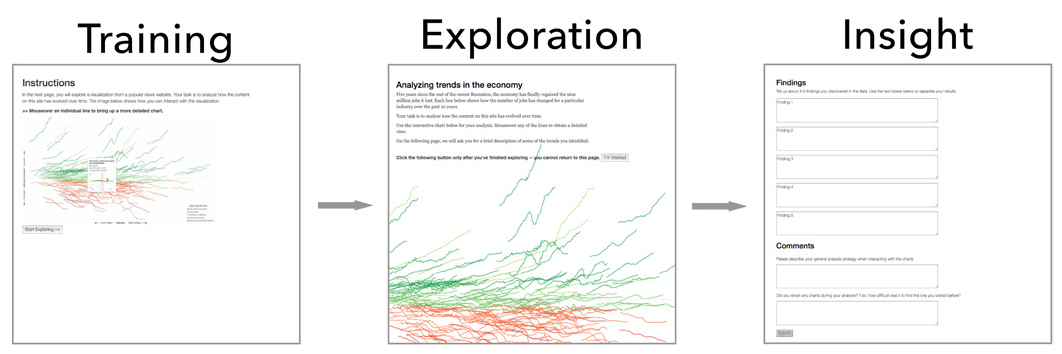 Training
Exploration
Insight
Instructions
In the next page, you will explore a visualization from a popular news website. Your task is to analyze how the content
on this site has evolved over time. The image below shows how you can interact with the visualization.
>> Mouseover an individual line to bring up a more detailed chart.
Start Exploring >>
Analyzing trends in the economy
Five years since the end of the recent Recession, the economy has finally regained the nine
million jobs it lost. Each line below shows how the number of jobs has changed for a particular
industry over the past 10 years.
Your task is to analyze how the content on this site has evolved over time.
Use the interactive chart below for your analysis. Mouseover any of the lines to obtain a detailed
view.
On the following page, we will ask you for a brief description of some of the trends you identified.
Click the following button only after you've finished exploring -- you cannot return to this page.
I'm finished
Findings
Tell us about 3-5 findings you discovered in the data. Use the text boxes below to separate your results.
Finding 1
Finding 2
Finding 3
Finding 4
Finding 5
Comments
Please describe your general analysis strategy when interacting with the charts
Did you revisit any charts during your analysis? If so, How difficult was it to find the one you visited before?
Submit